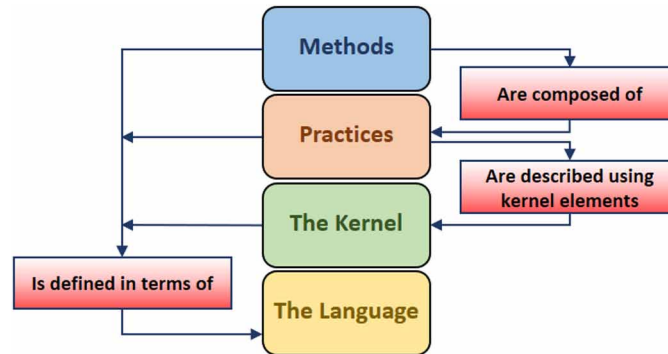 Methods
Are composed of
Practices
Are described using
kernel elements
The Kernel
Is defined in terms of
The Language